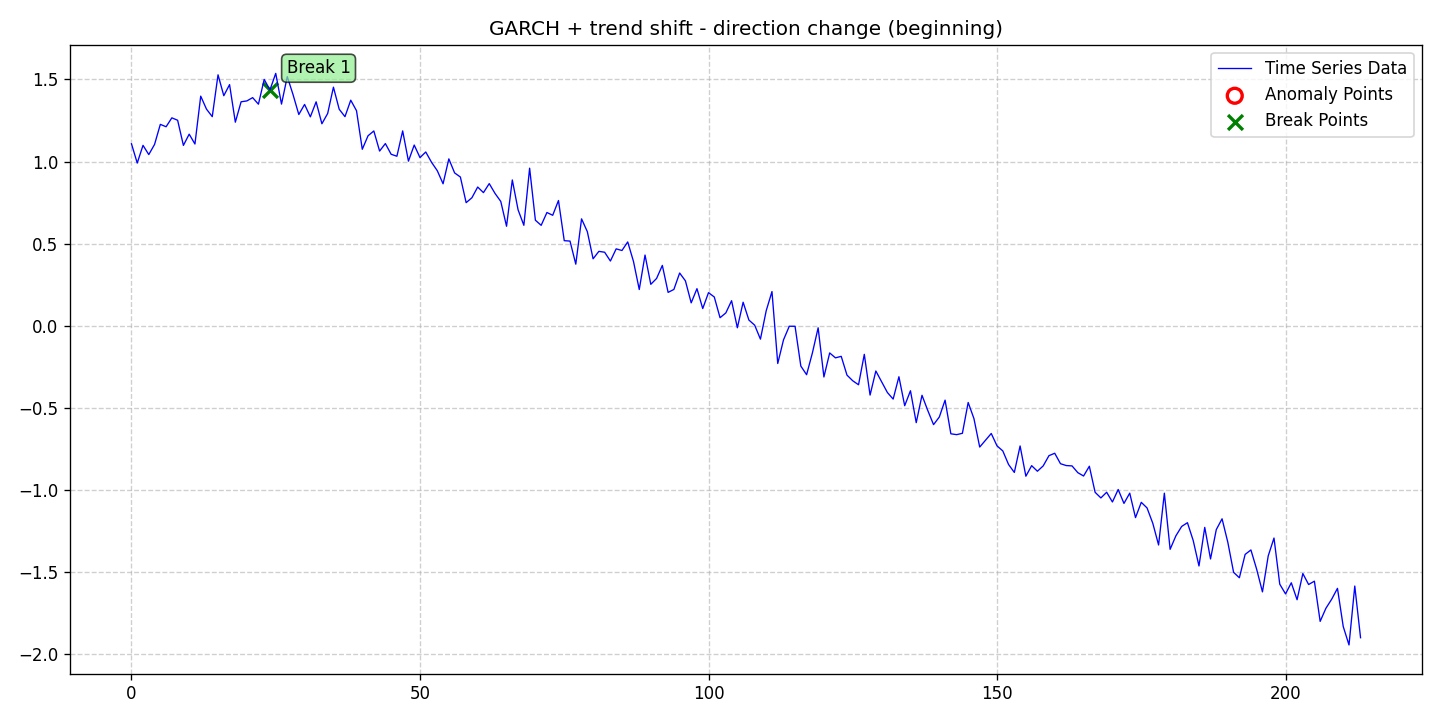 GARCH + trend shift - direction change (beginning)
Break 1
Time Series Data
Anomaly Points
Break Points
1.5
1.0
0.5
0.0
−0.5
−1.0
−1.5
−2.0
0
50
100
150
200